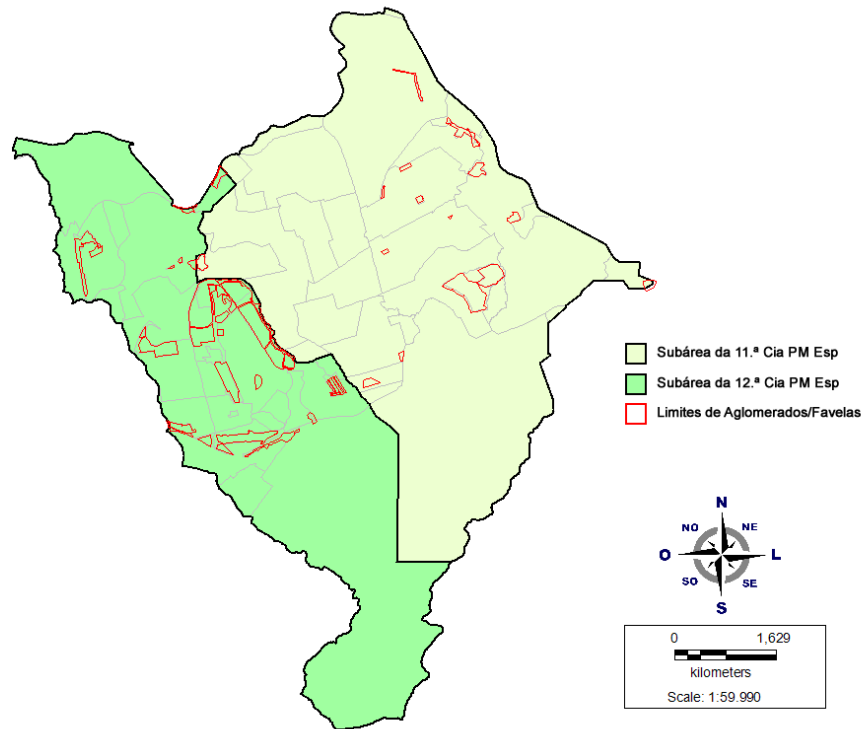 Subárea da 11.ª Cia PM Esp
Subárea da 12.ª Cia PM Esp
Limites de Aglomerados/Favelas
N
NO NE
O L
SO SE
S
0 1,629
kilometers
Scale: 1:59.990